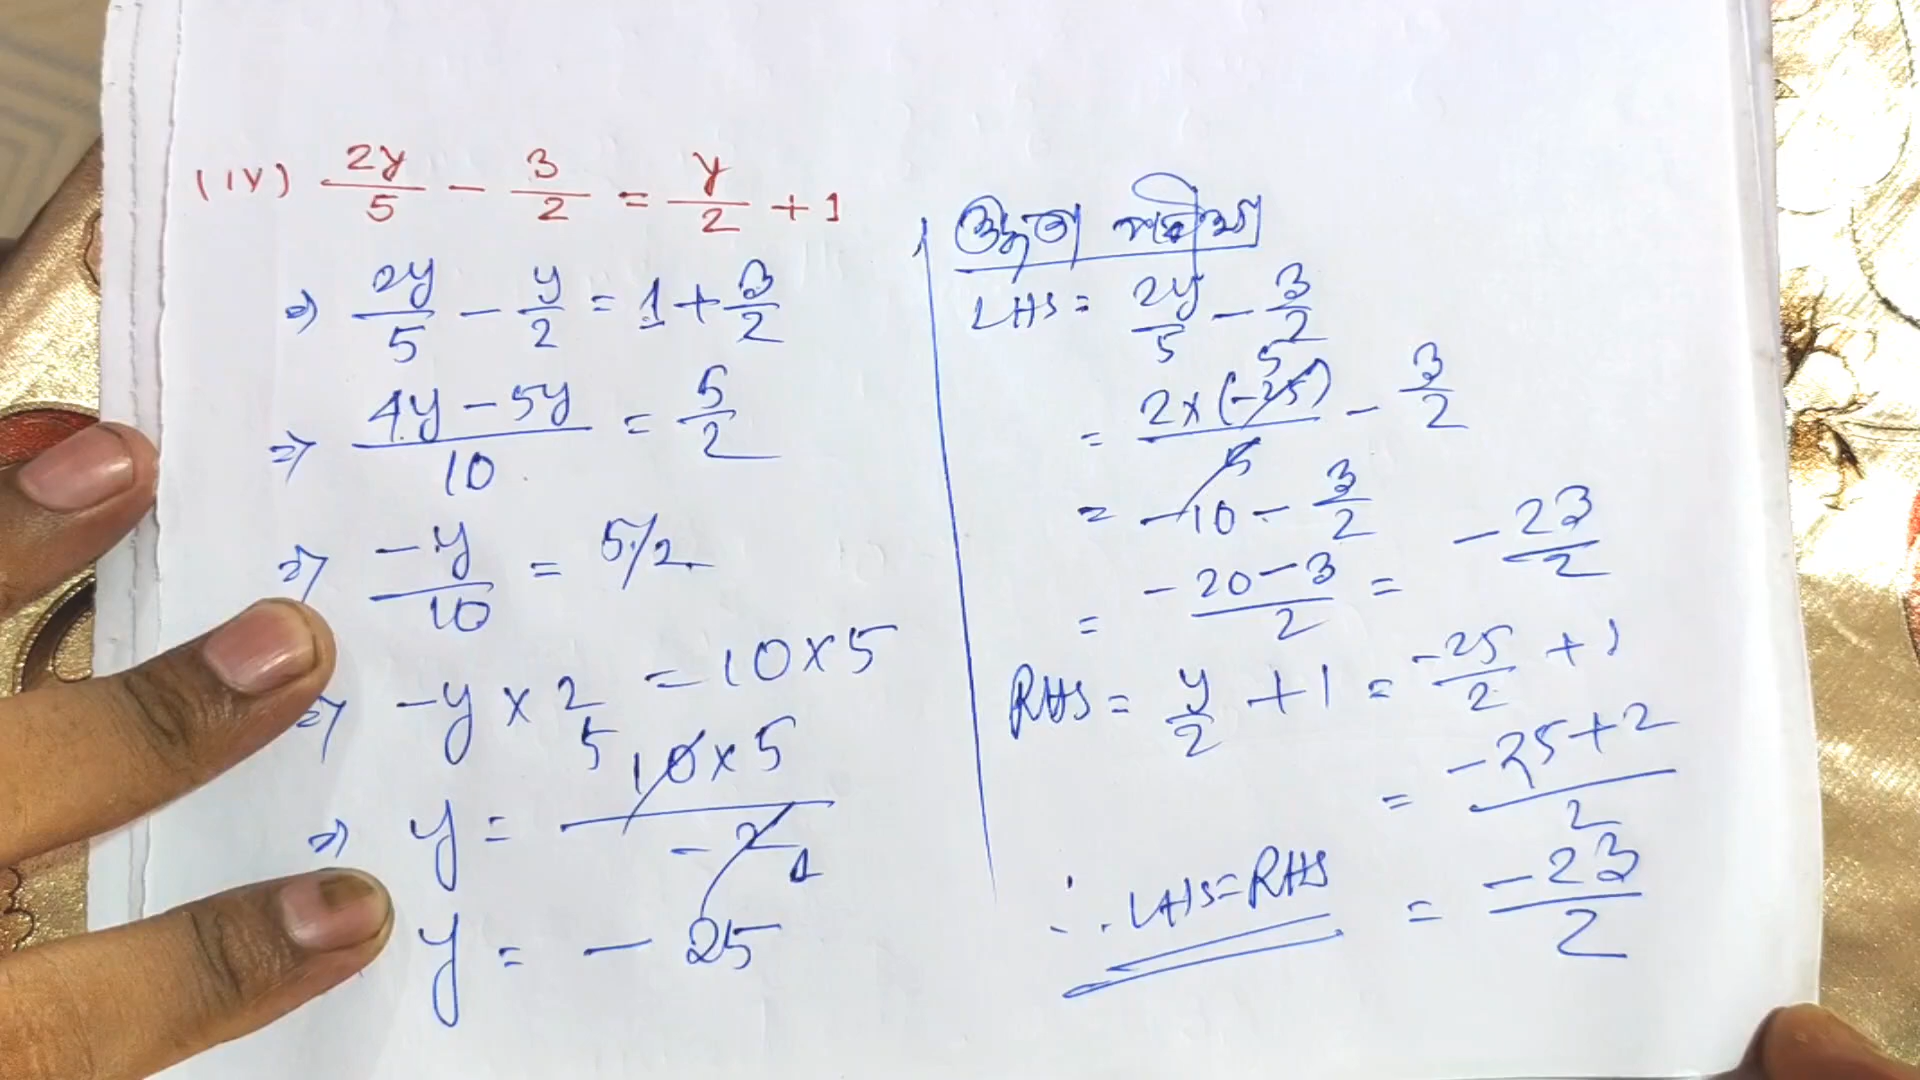 (iv) 2y/5 - 3/2 = y/2 + 1
⇒ 2y/5 - y/2 = 1 + 3/2
⇒ (4y - 5y)/10 = 5/2
⇒ -y/10 = 5/2
⇒ -y × 2 = 10 × 5
⇒ y = (10 × 5)/-2 5 1
y = -25
LHS = 2y/5 - 3/2
= (2 × (-25))/5 - 3/2 5
= -10 - 3/2
= (-20 - 3)/2 = -23/2
RHS = y/2 + 1 = -25/2 + 1
= (-25 + 2)/2
= -23/2
∴ LHS = RHS